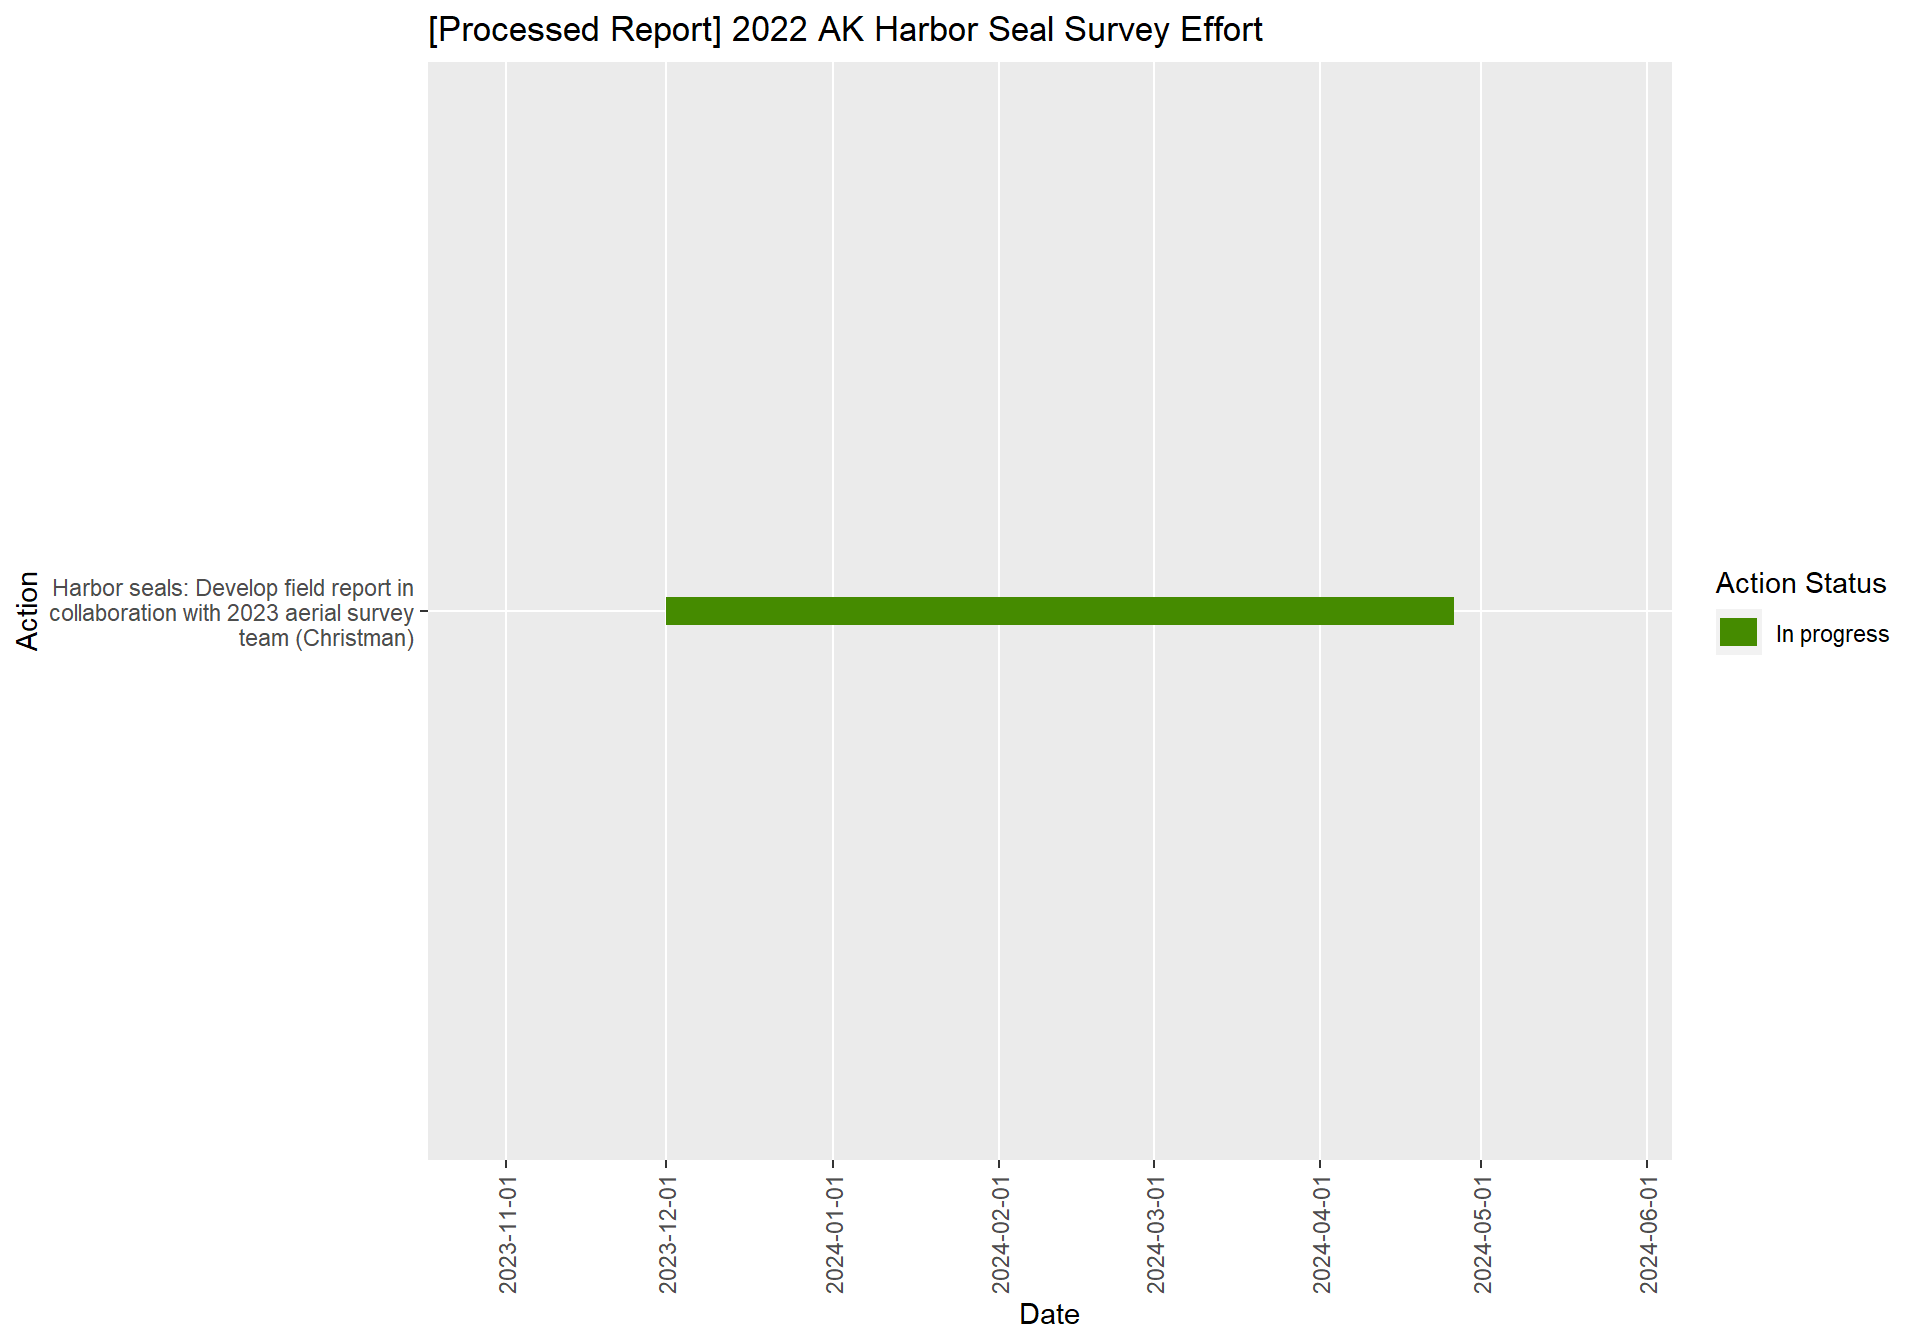 [Processed Report] 2022 AK Harbor Seal Survey Effort
Action
Harbor seals: Develop field report in
collaboration with 2023 aerial survey
team (Christman)
Action Status
In progress
2023-11-01
2023-12-01
2024-01-01
2024-02-01
2024-03-01
2024-04-01
2024-05-01
2024-06-01
Date